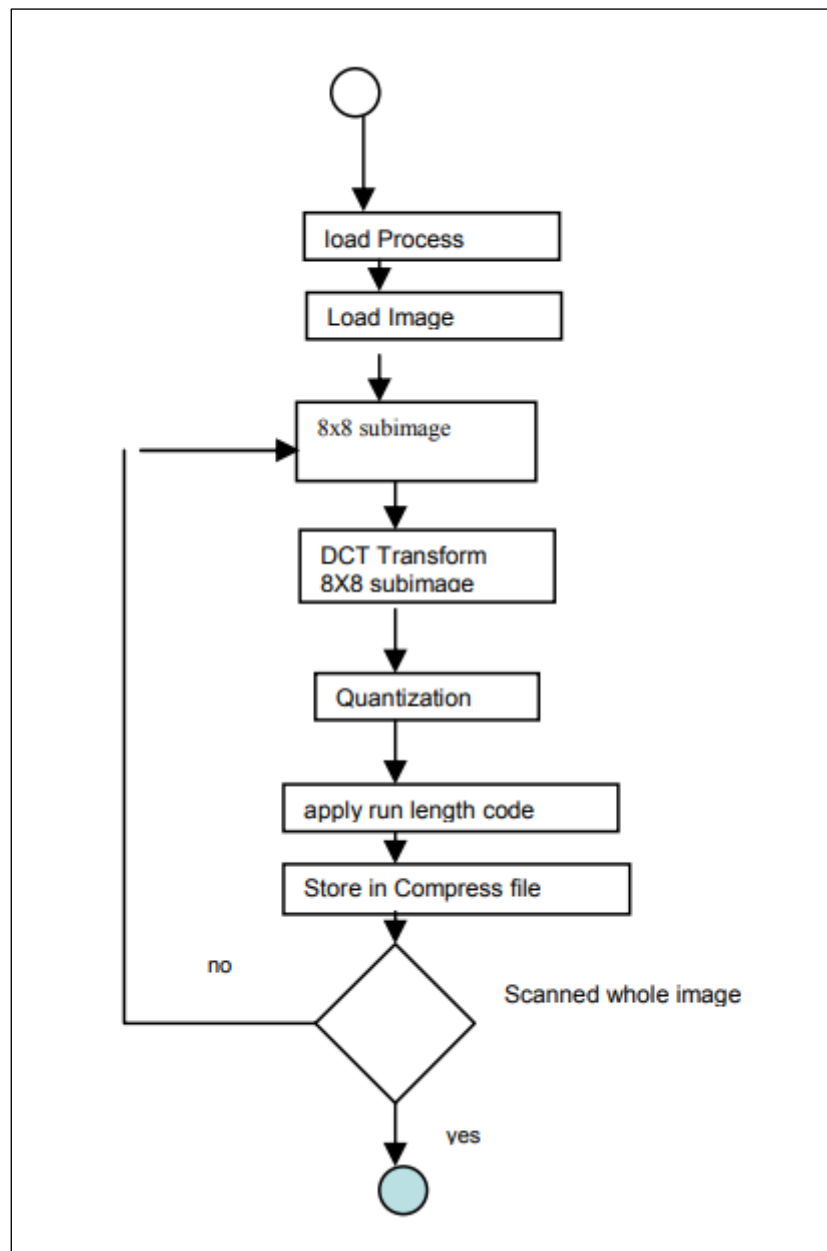 load Process
Load Image
8x8 subimage
DCT Transform
8X8 subimage
Quantization
apply run length code
Store in Compress file
no
Scanned whole image
yes